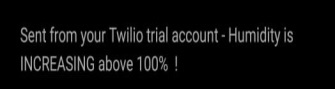 Sent from your Twilio trial account - Humidity is
INCREASING above 100% !